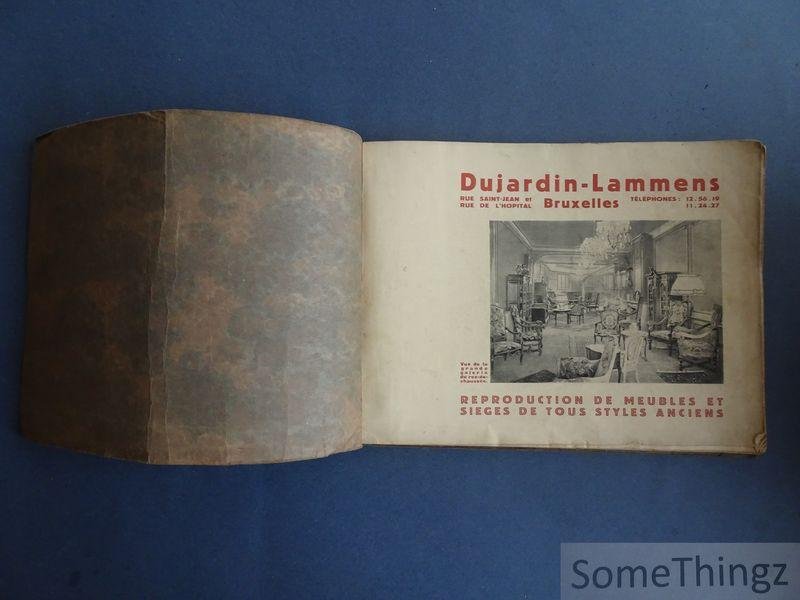 Dujardin-Lammens
RUE SAINT-JEAN et
RUE DE L'HOPITAL
Bruxelles
TÉLÉPHONES: 12.56.19
11.24.27
Vue de la
grande
galerie
du rez-de-
chaussée.
REPRODUCTION DE MEUBLES ET
SIEGES DE TOUS STYLES ANCIENS
SomeThingz